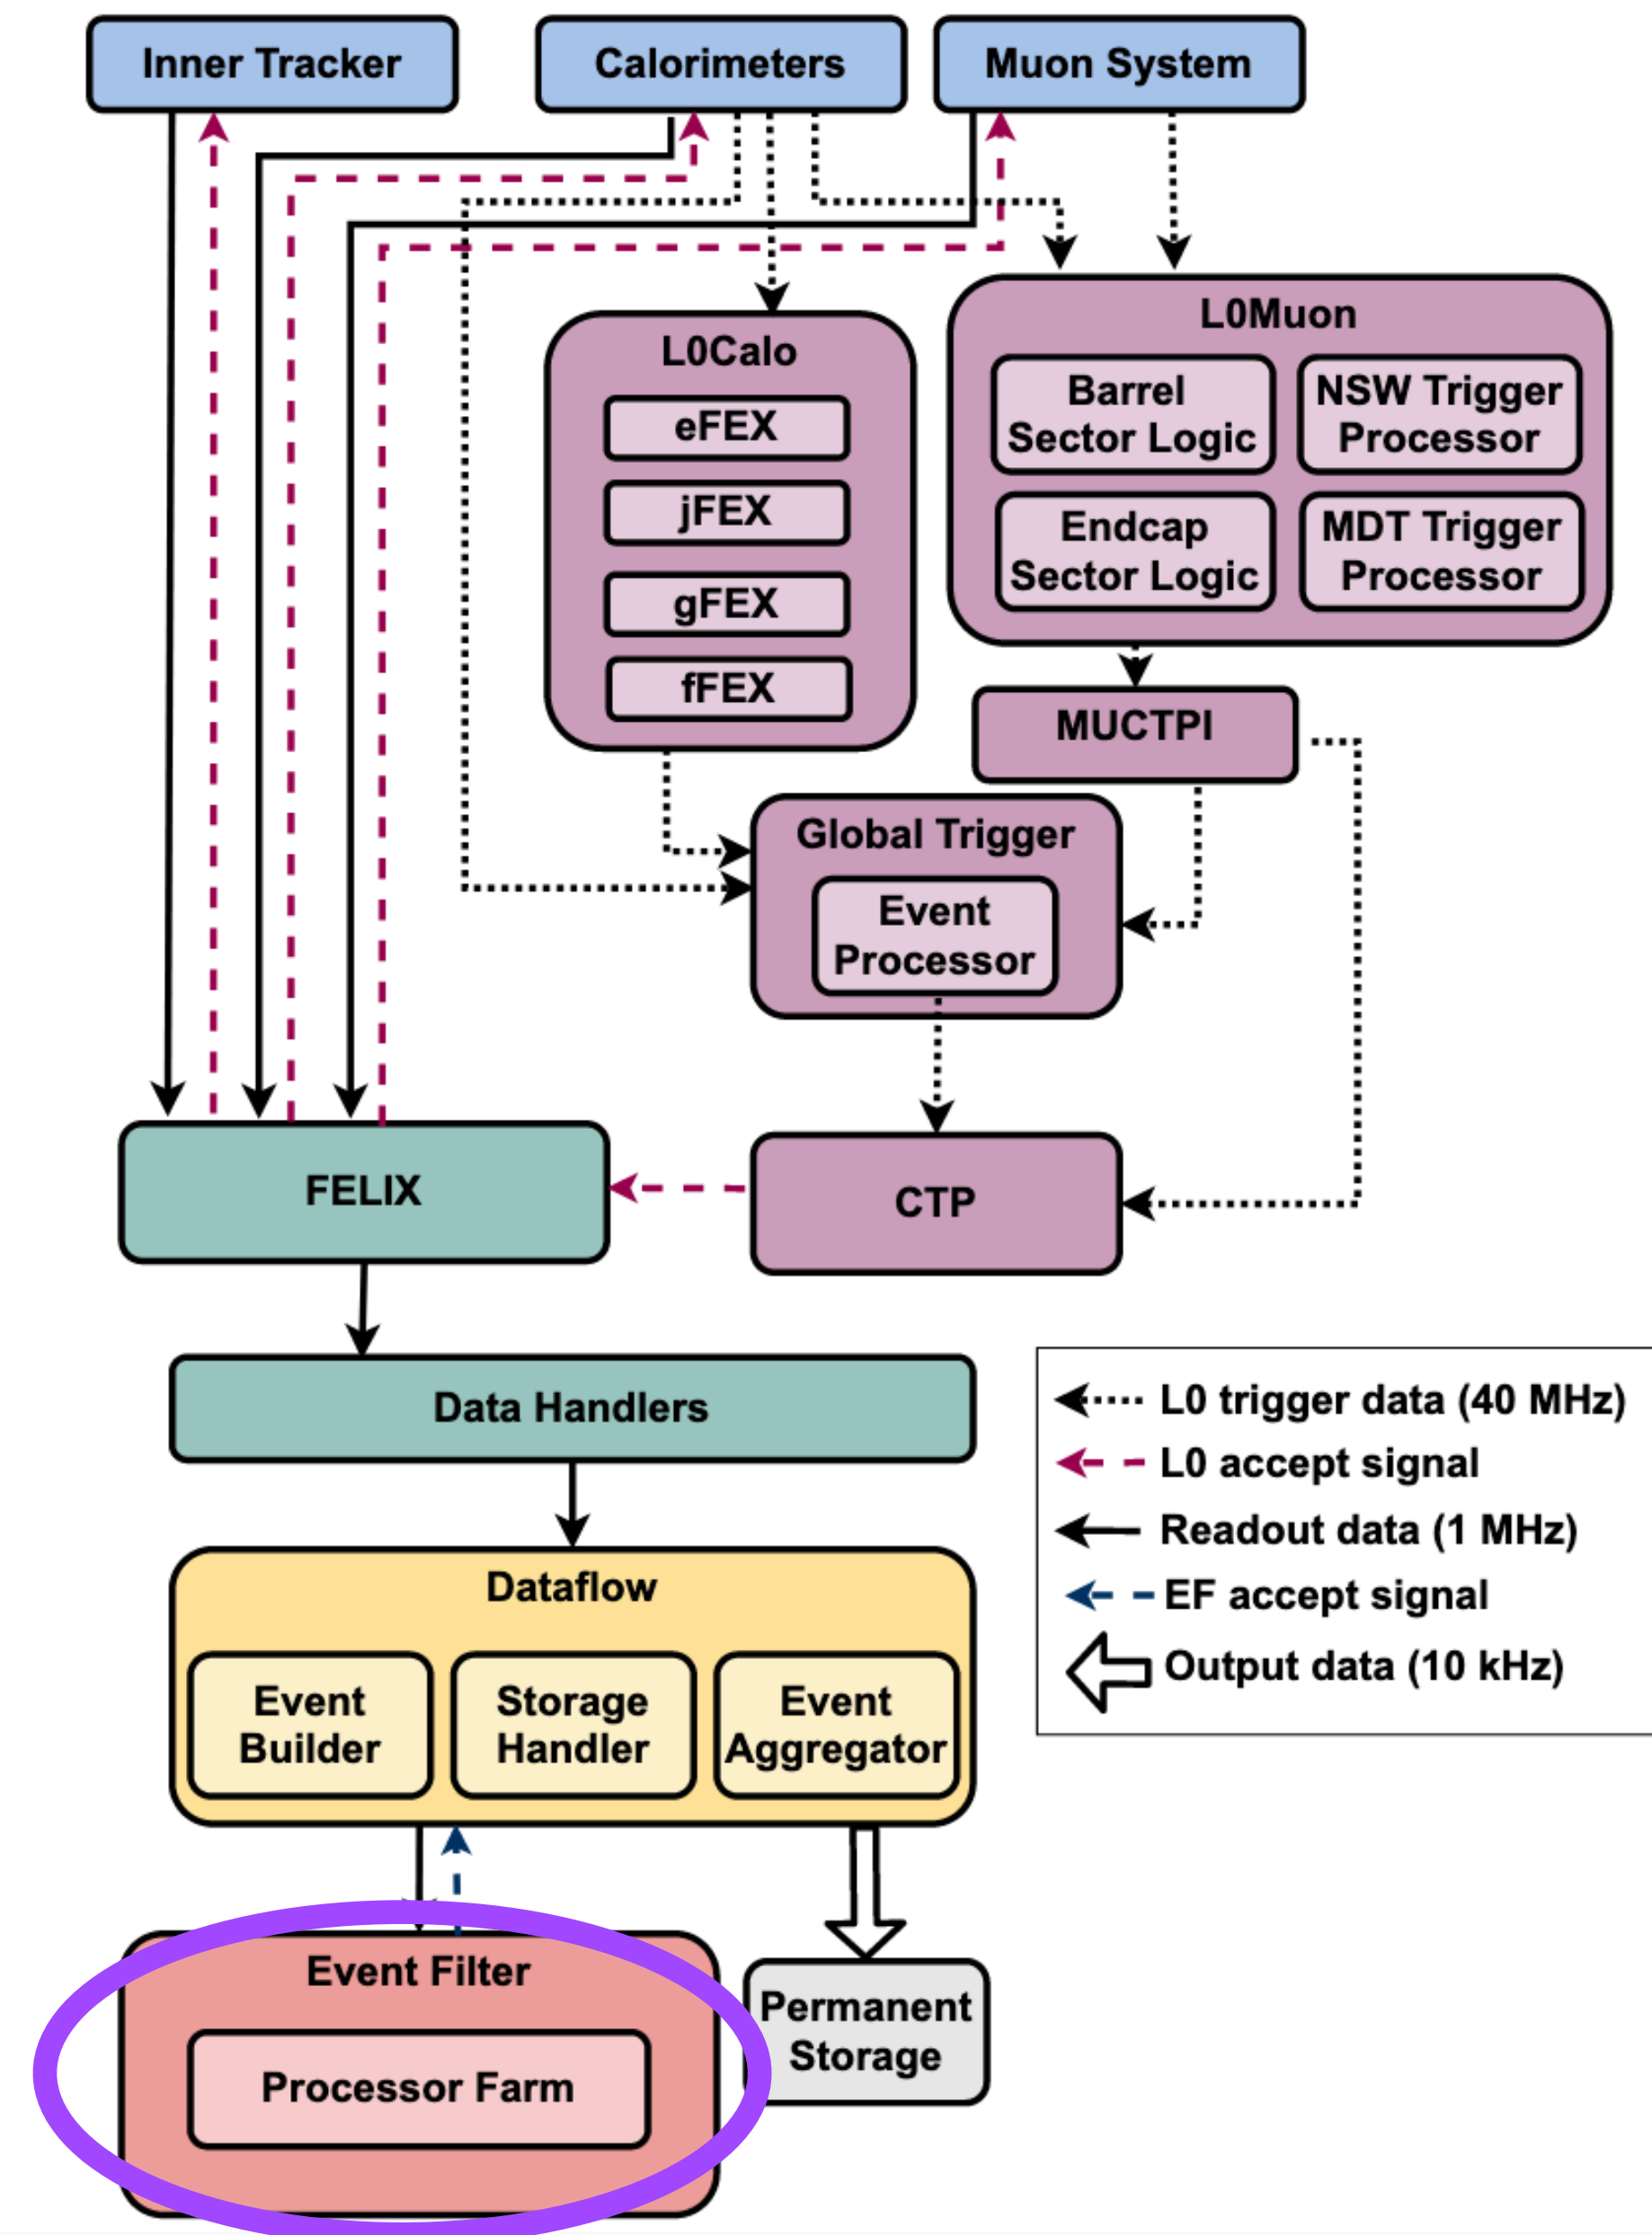 Inner Tracker
Calorimeters
Muon System
L0Calo
eFEX
jFEX
gFEX
fFEX
L0Muon
Barrel
Sector Logic
NSW Trigger
Processor
Endcap
Sector Logic
MDT Trigger
Processor
MUCTPI
Global Trigger
Event
Processor
FELIX
CTP
Data Handlers
L0 trigger data (40 MHz)
L0 accept signal
Readout data (1 MHz)
EF accept signal
Output data (10 kHz)
Dataflow
Event
Builder
Storage
Handler
Event
Aggregator
Event Filter
Processor Farm
Permanent
Storage